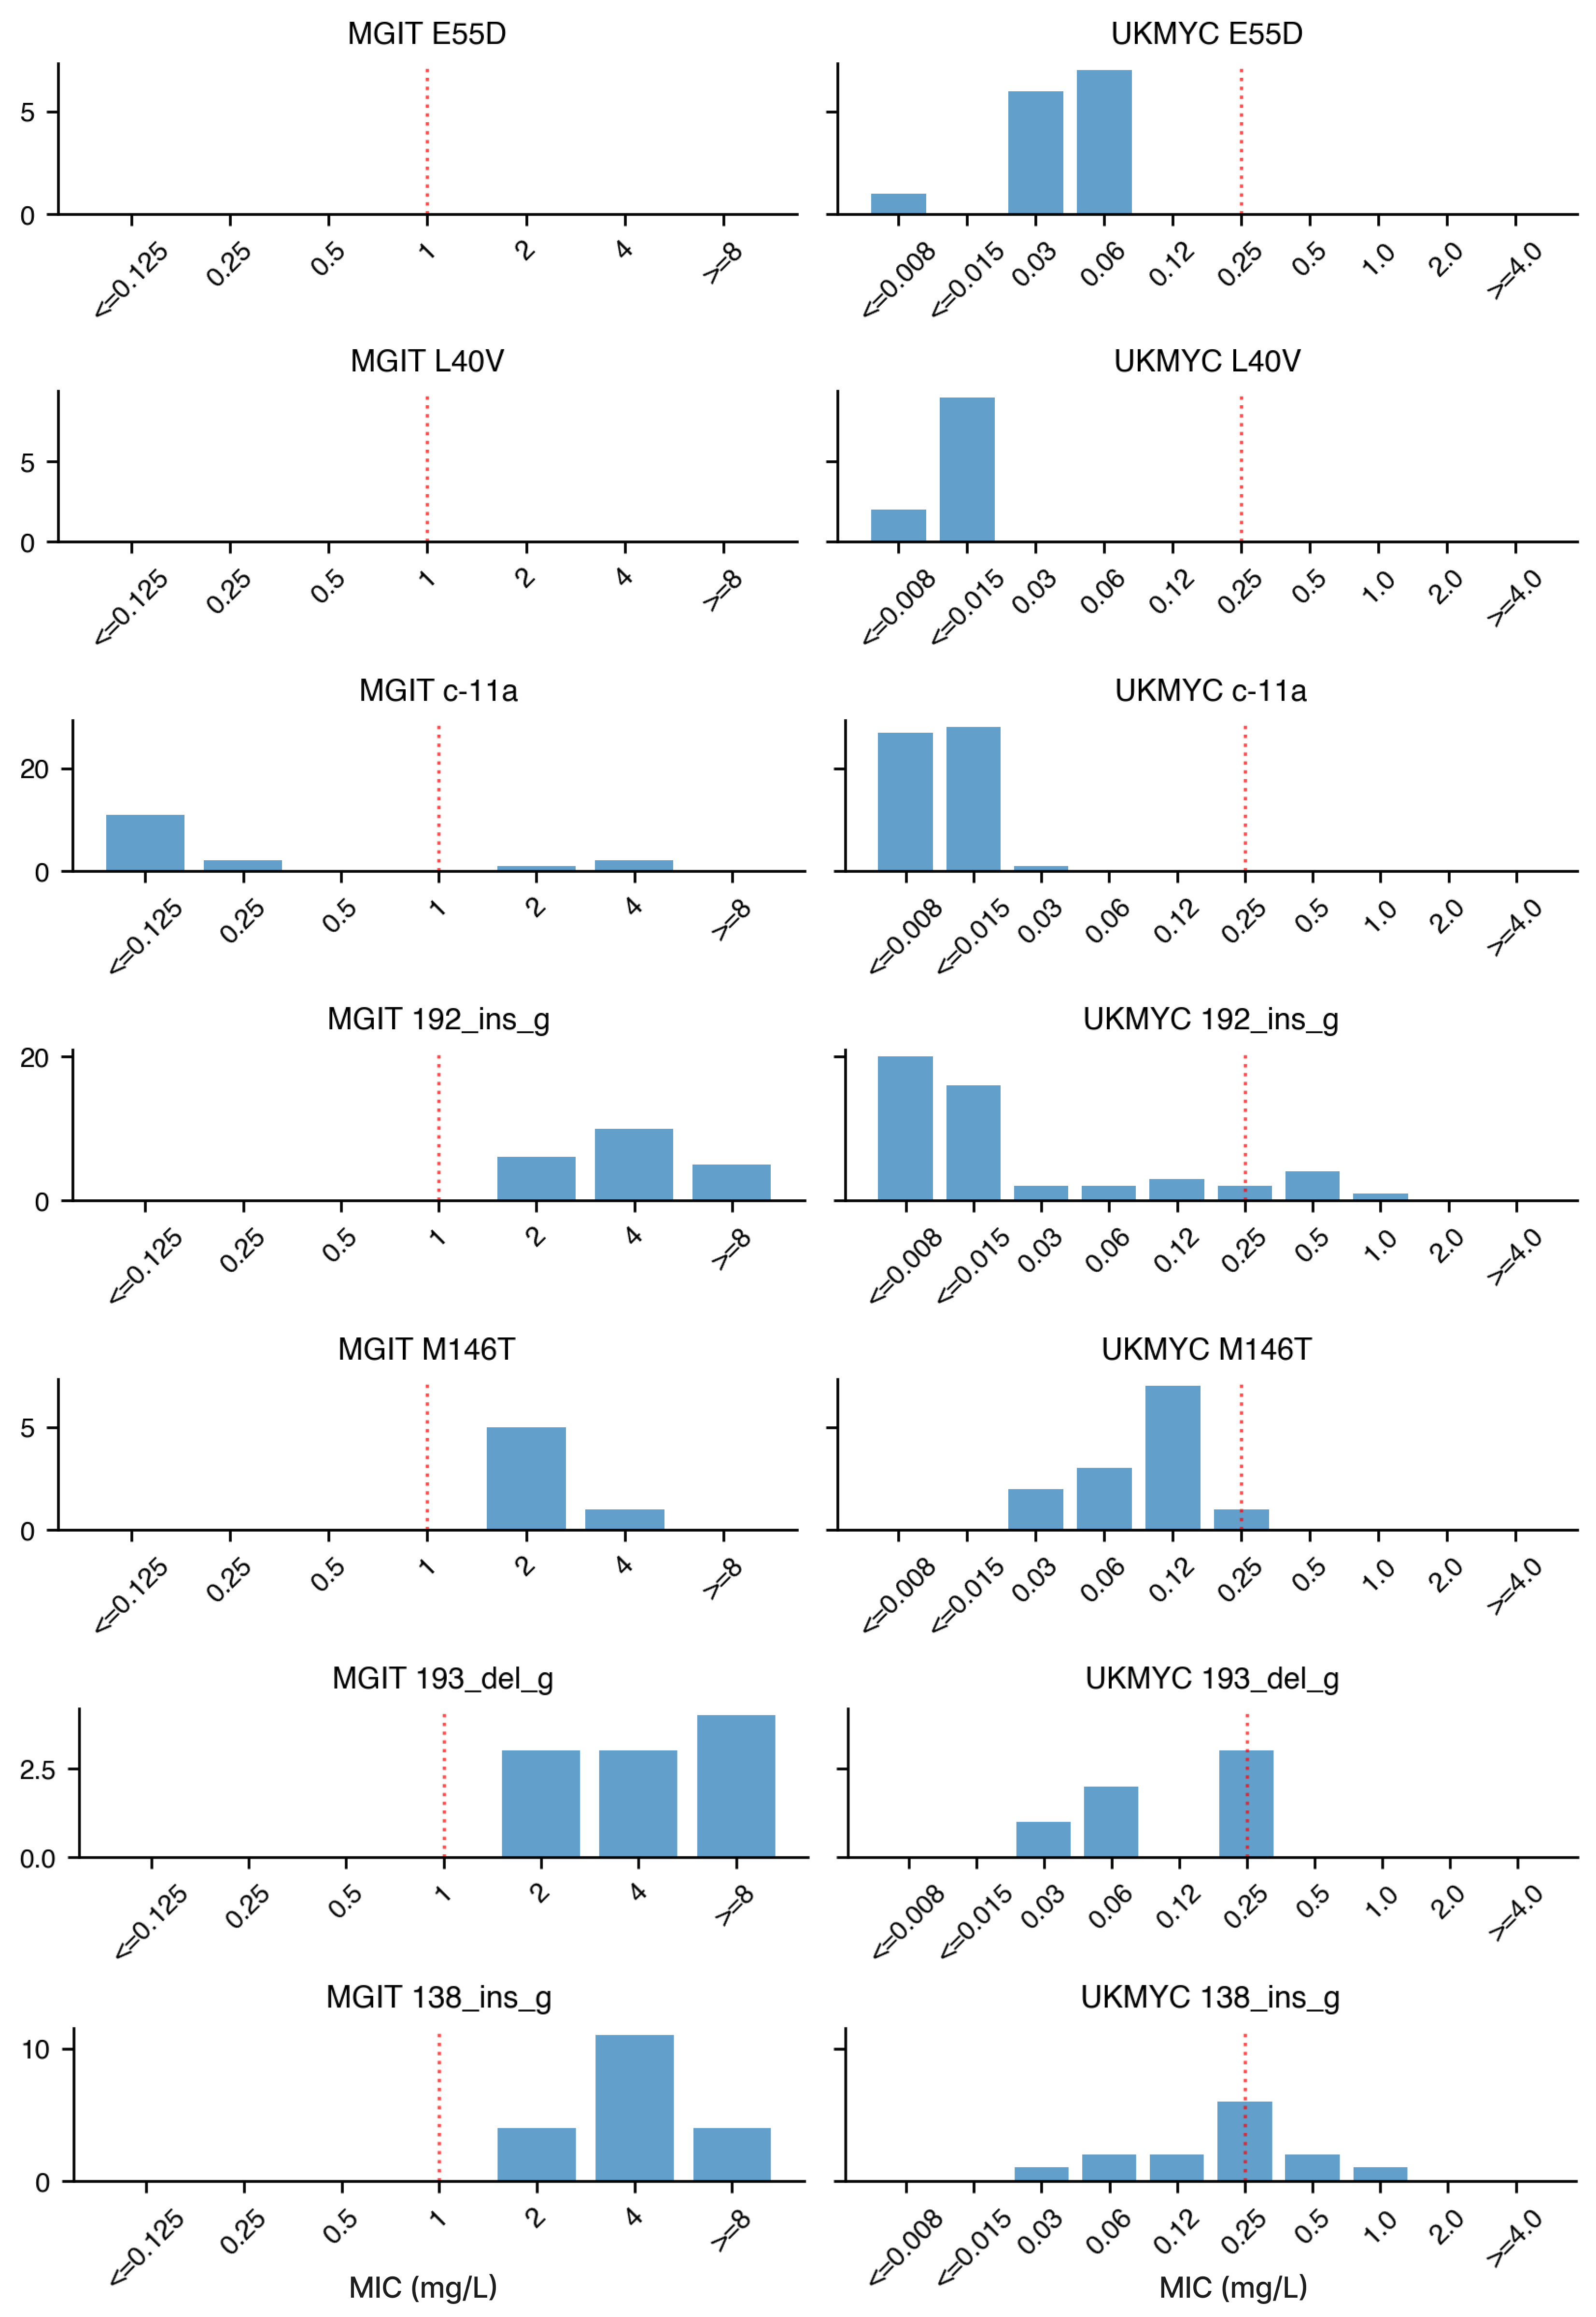 MGIT E55D UKMYC E55D
5
0
<=0.125 0.25 0.5 1 2 4 >=8 <=0.008 <=0.015 0.03 0.06 0.12 0.25 0.5 1.0 2.0 >=4.0
MGIT L40V UKMYC L40V
5
0
<=0.125 0.25 0.5 1 2 4 >=8 <=0.008 <=0.015 0.03 0.06 0.12 0.25 0.5 1.0 2.0 >=4.0
MGIT c-11a UKMYC c-11a
20
0
<=0.125 0.25 0.5 1 2 4 >=8 <=0.008 <=0.015 0.03 0.06 0.12 0.25 0.5 1.0 2.0 >=4.0
MGIT 192_ins_g UKMYC 192_ins_g
20
0
<=0.125 0.25 0.5 1 2 4 >=8 <=0.008 <=0.015 0.03 0.06 0.12 0.25 0.5 1.0 2.0 >=4.0
MGIT M146T UKMYC M146T
5
0
<=0.125 0.25 0.5 1 2 4 >=8 <=0.008 <=0.015 0.03 0.06 0.12 0.25 0.5 1.0 2.0 >=4.0
MGIT 193_del_g UKMYC 193_del_g
2.5
0.0
<=0.125 0.25 0.5 1 2 4 >=8 <=0.008 <=0.015 0.03 0.06 0.12 0.25 0.5 1.0 2.0 >=4.0
MGIT 138_ins_g UKMYC 138_ins_g
10
0
<=0.125 0.25 0.5 1 2 4 >=8 <=0.008 <=0.015 0.03 0.06 0.12 0.25 0.5 1.0 2.0 >=4.0
MIC (mg/L) MIC (mg/L)